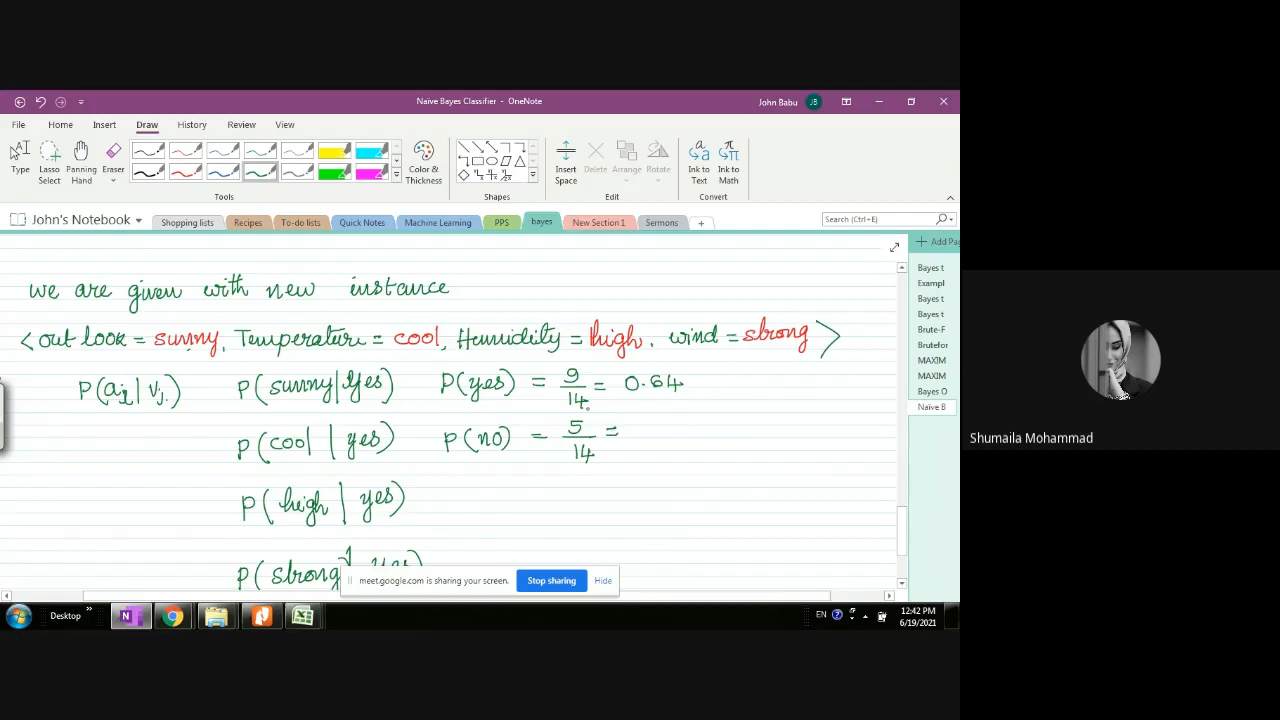 Naïve Bayes Classifier - OneNote
John Babu JB
File Home Insert Draw History Review View
Type Lasso Select Panning Hand Eraser Color & Thickness Insert Space Delete Arrange Rotate Ink to Text Ink to Math
Tools Shapes Edit Convert
John's Notebook Shopping lists Recipes To-do lists Quick Notes Machine Learning PPS bayes New Section 1 Sermons Search (Ctrl+E)
Add Pag
Bayes t
Exampl
Bayes t
Bayes t
Brute-F
Brutefor
MAXIM
MAXIM
Bayes O
Naïve B
we are given with new instance
<out look = sunny, Temperature = cool, Humidity = high, wind = strong>
P(ai | vj) P(sunny|yes) P(yes) = 9/14 = 0.64
P(cool | yes) P(no) = 5/14 =
P(high | yes)
P(strong | yes)
meet.google.com is sharing your screen. Stop sharing Hide
Desktop EN 12:42 PM
6/19/2021
Shumaila Mohammad